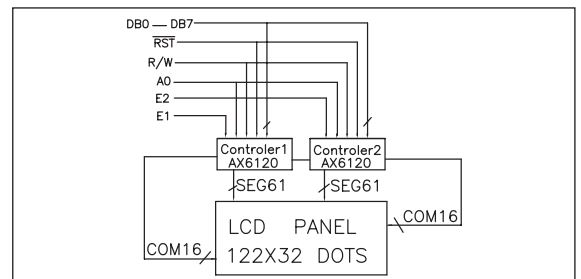 DB0 — DB7
RST
R/W
A0
E2
E1
Controler1 Controler2
AX6120 AX6120
SEG61 SEG61
LCD PANEL COM16
COM16 122X32 DOTS